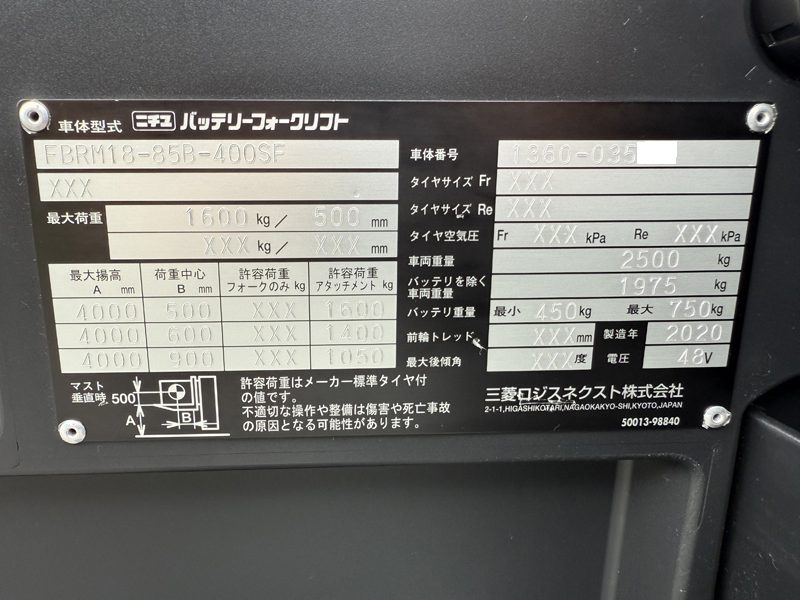 車体型式 ニチユ バッテリーフォークリフト
FBRM18-85B-400SF
XXX
最大荷重 1600 kg／ 500 mm
XXX kg／ XXX mm
最大揚高 A mm 荷重中心 B mm 許容荷重 フォークのみ kg 許容荷重 アタッチメント kg
4000 500 XXX 1600
4000 600 XXX 1400
4000 900 XXX 1050
マスト垂直時 500 A B
許容荷重はメーカー標準タイヤ付
の値です。
不適切な操作や整備は傷害や死亡事故
の原因となる可能性があります。
車体番号 1360-035
タイヤサイズ Fr XXX
タイヤサイズ Re XXX
タイヤ空気圧 Fr XXX kPa Re XXX kPa
車両重量 2500 kg
バッテリを除く車両重量 1975 kg
バッテリ重量 最小 450kg 最大 750kg
前輪トレッド XXX mm 製造年 2020
最大後傾角 XXX 度 電圧 48V
三菱ロジスネクスト株式会社
2-1-1,HIGASHIKOTARI,NAGAOKAKYO-SHI,KYOTO,JAPAN
50013-98840